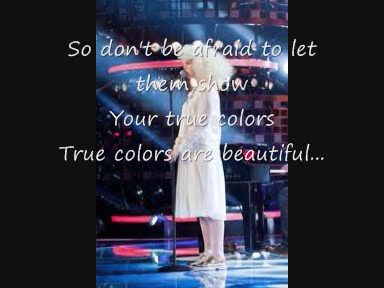 So don't be afraid to let
them show
Your true colors
True colors are beautiful...